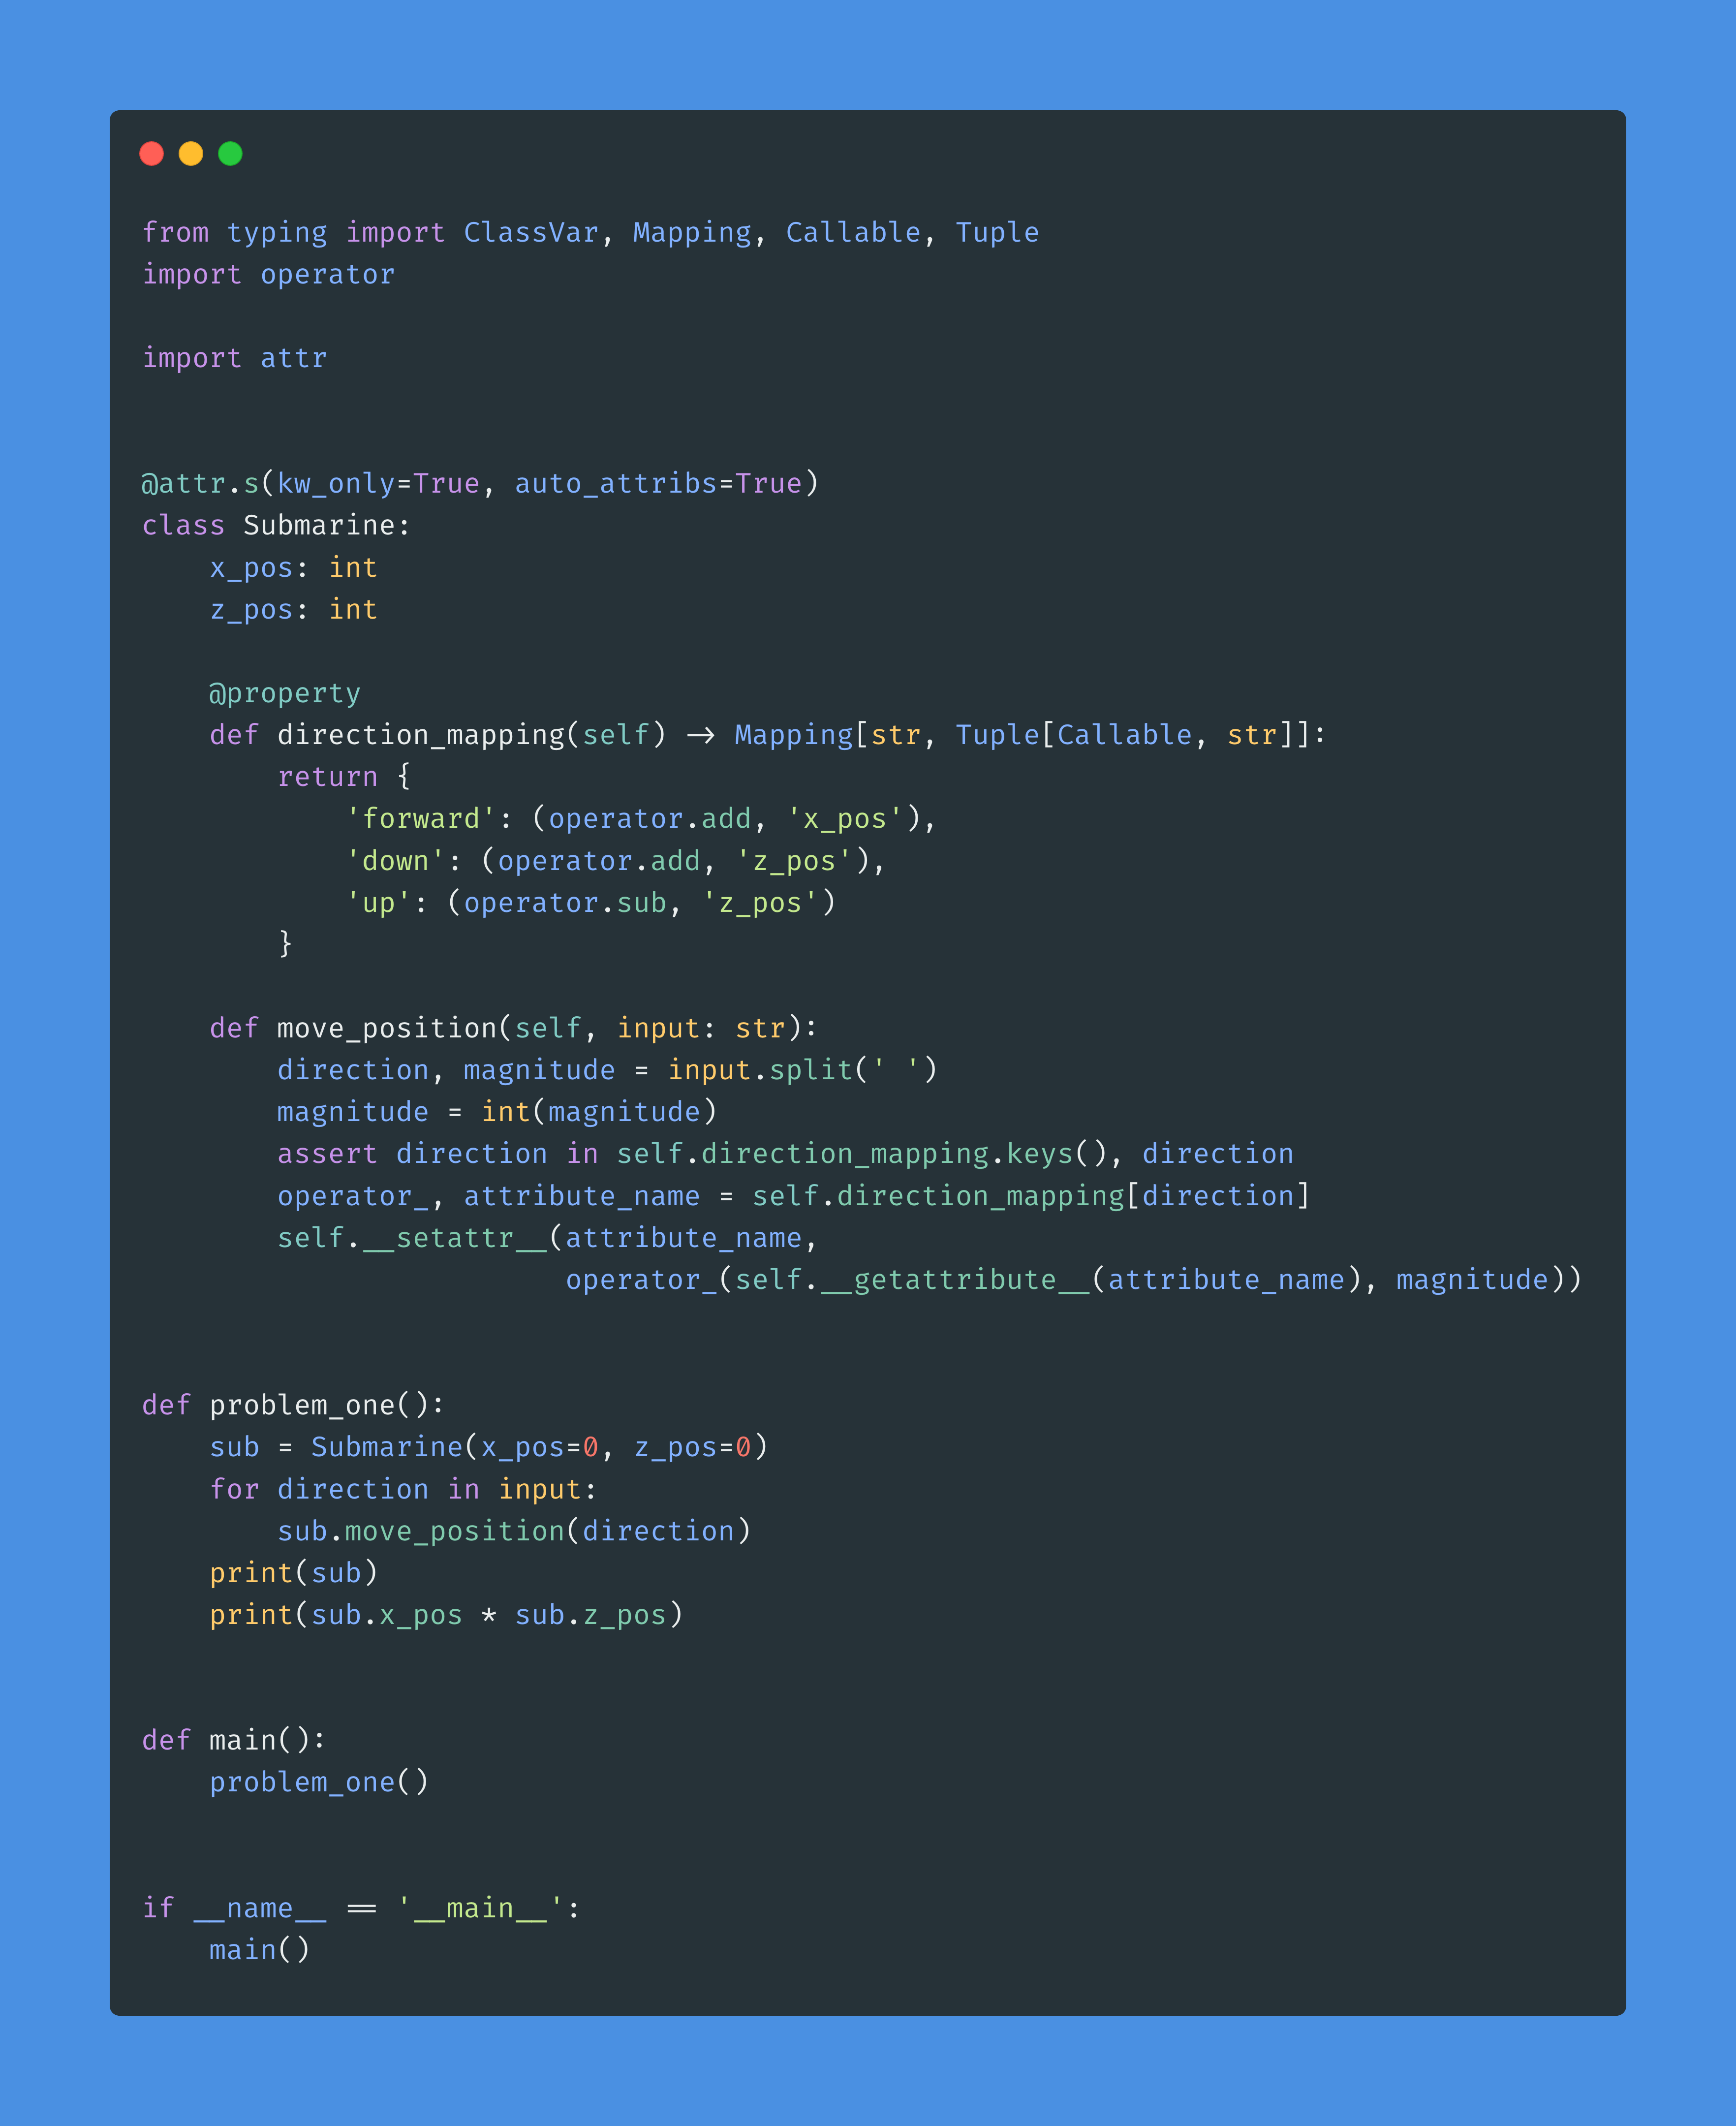 from typing import ClassVar, Mapping, Callable, Tuple
import operator

import attr


@attr.s(kw_only=True, auto_attribs=True)
class Submarine:
    x_pos: int
    z_pos: int

    @property
    def direction_mapping(self) -> Mapping[str, Tuple[Callable, str]]:
        return {
            'forward': (operator.add, 'x_pos'),
            'down': (operator.add, 'z_pos'),
            'up': (operator.sub, 'z_pos')
        }

    def move_position(self, input: str):
        direction, magnitude = input.split(' ')
        magnitude = int(magnitude)
        assert direction in self.direction_mapping.keys(), direction
        operator_, attribute_name = self.direction_mapping[direction]
        self.__setattr__(attribute_name,
                         operator_(self.__getattribute__(attribute_name), magnitude))


def problem_one():
    sub = Submarine(x_pos=0, z_pos=0)
    for direction in input:
        sub.move_position(direction)
    print(sub)
    print(sub.x_pos * sub.z_pos)


def main():
    problem_one()


if __name__ == '__main__':
    main()